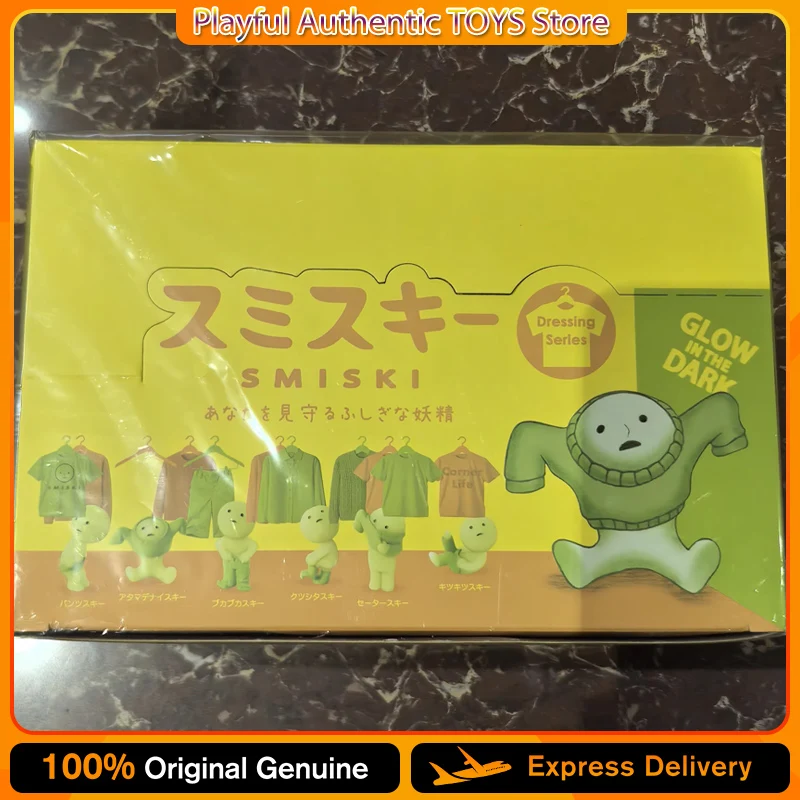 Playful Authentic TOYS Store
スミスキー
SMISKI
Dressing
Series
GLOW
IN THE
DARK
あなたを見守るふしぎな妖精
SMISKI
Corner
Life
パンツスキー
アタマデナイスキー
ブカブカスキー
クツシタスキー
セータースキー
キツキツスキー
100% Original Genuine
Express Delivery